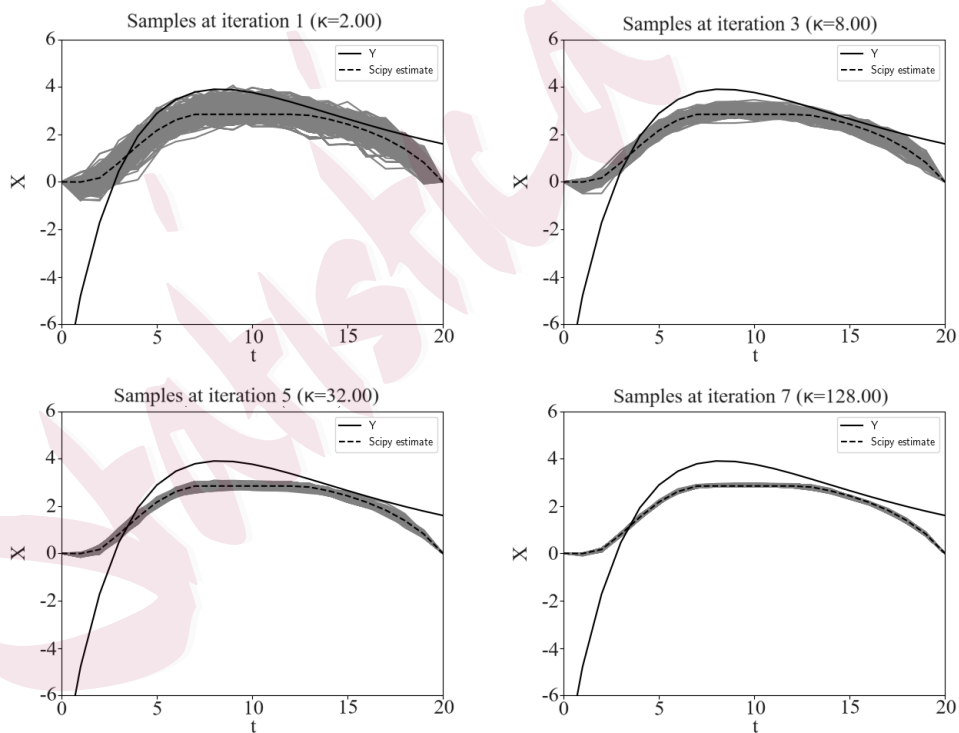 Samples at iteration 1 (κ=2.00)
6
4
2
0
-2
-4
-6
X
Y
Scipy estimate
0 5 10 15 20
t
Samples at iteration 3 (κ=8.00)
6
4
2
0
-2
-4
-6
X
Y
Scipy estimate
0 5 10 15 20
t
Samples at iteration 5 (κ=32.00)
6
4
2
0
-2
-4
-6
X
Y
Scipy estimate
0 5 10 15 20
t
Samples at iteration 7 (κ=128.00)
6
4
2
0
-2
-4
-6
X
Y
Scipy estimate
0 5 10 15 20
t
Statistica